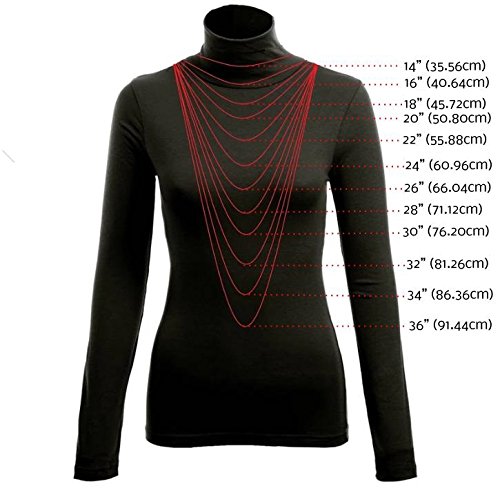 14” (35.56cm)
16” (40.64cm)
18” (45.72cm)
20” (50.80cm)
22” (55.88cm)
24” (60.96cm)
26” (66.04cm)
28” (71.12cm)
30” (76.20cm)
32” (81.26cm)
34” (86.36cm)
36” (91.44cm)